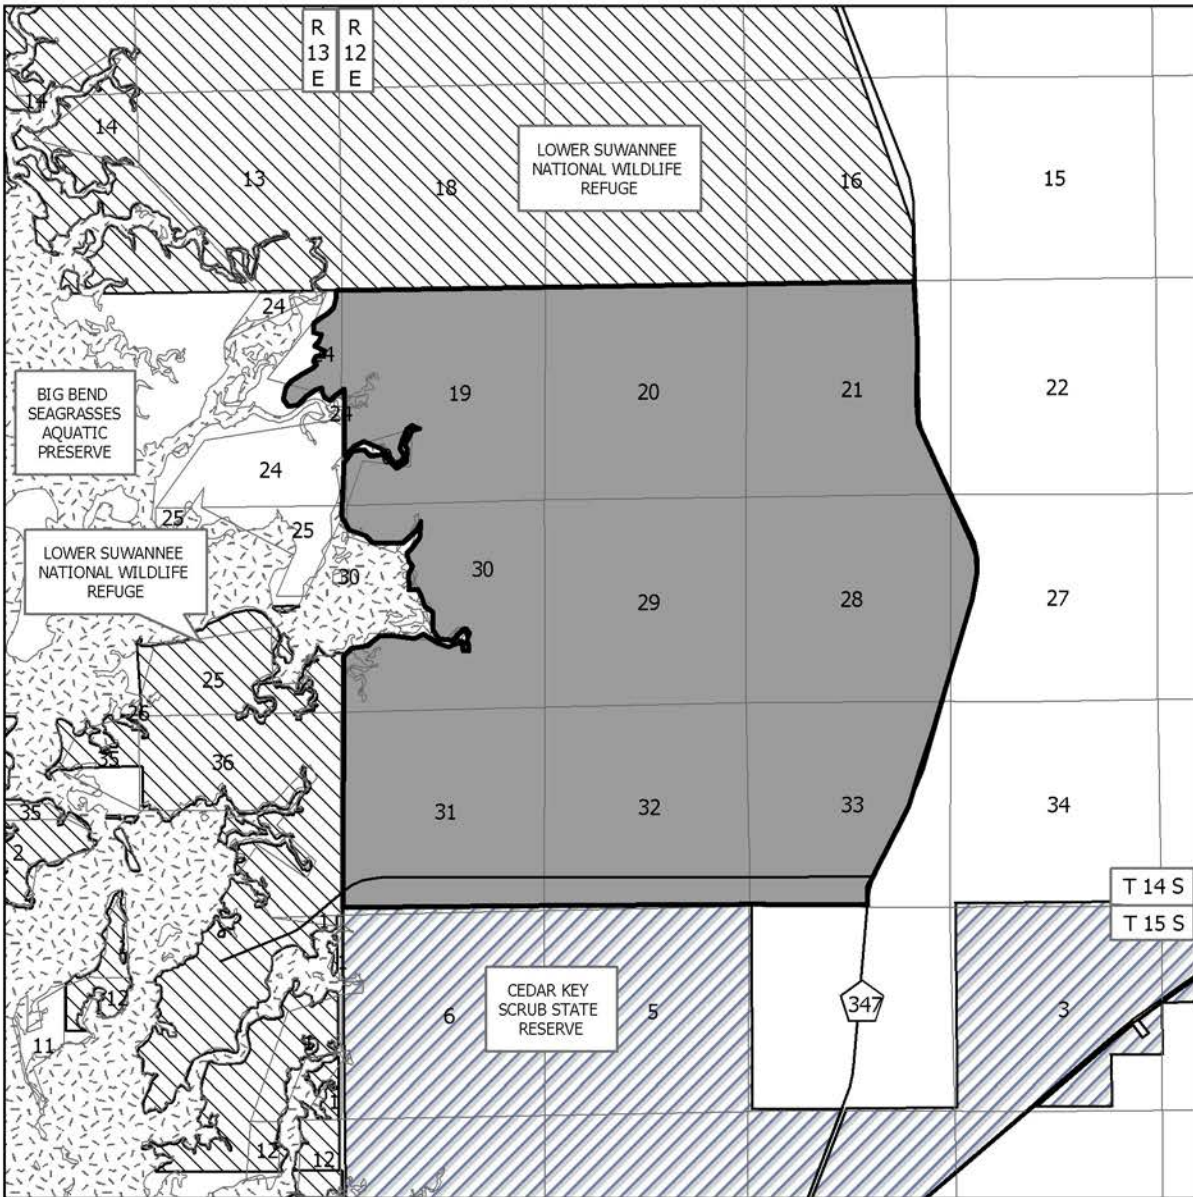 R
13
E
R
12
E
14
14
13
18
LOWER SUWANNEE
NATIONAL WILDLIFE
REFUGE
16
15
24
24
19
20
21
22
BIG BEND
SEAGRASSES
AQUATIC
PRESERVE
24
24
25
25
LOWER SUWANNEE
NATIONAL WILDLIFE
REFUGE
30
30
29
28
27
25
26
35
36
31
32
33
34
35
2
T 14 S
T 15 S
12
11
6
CEDAR KEY
SCRUB STATE
RESERVE
5
347
3
12
12